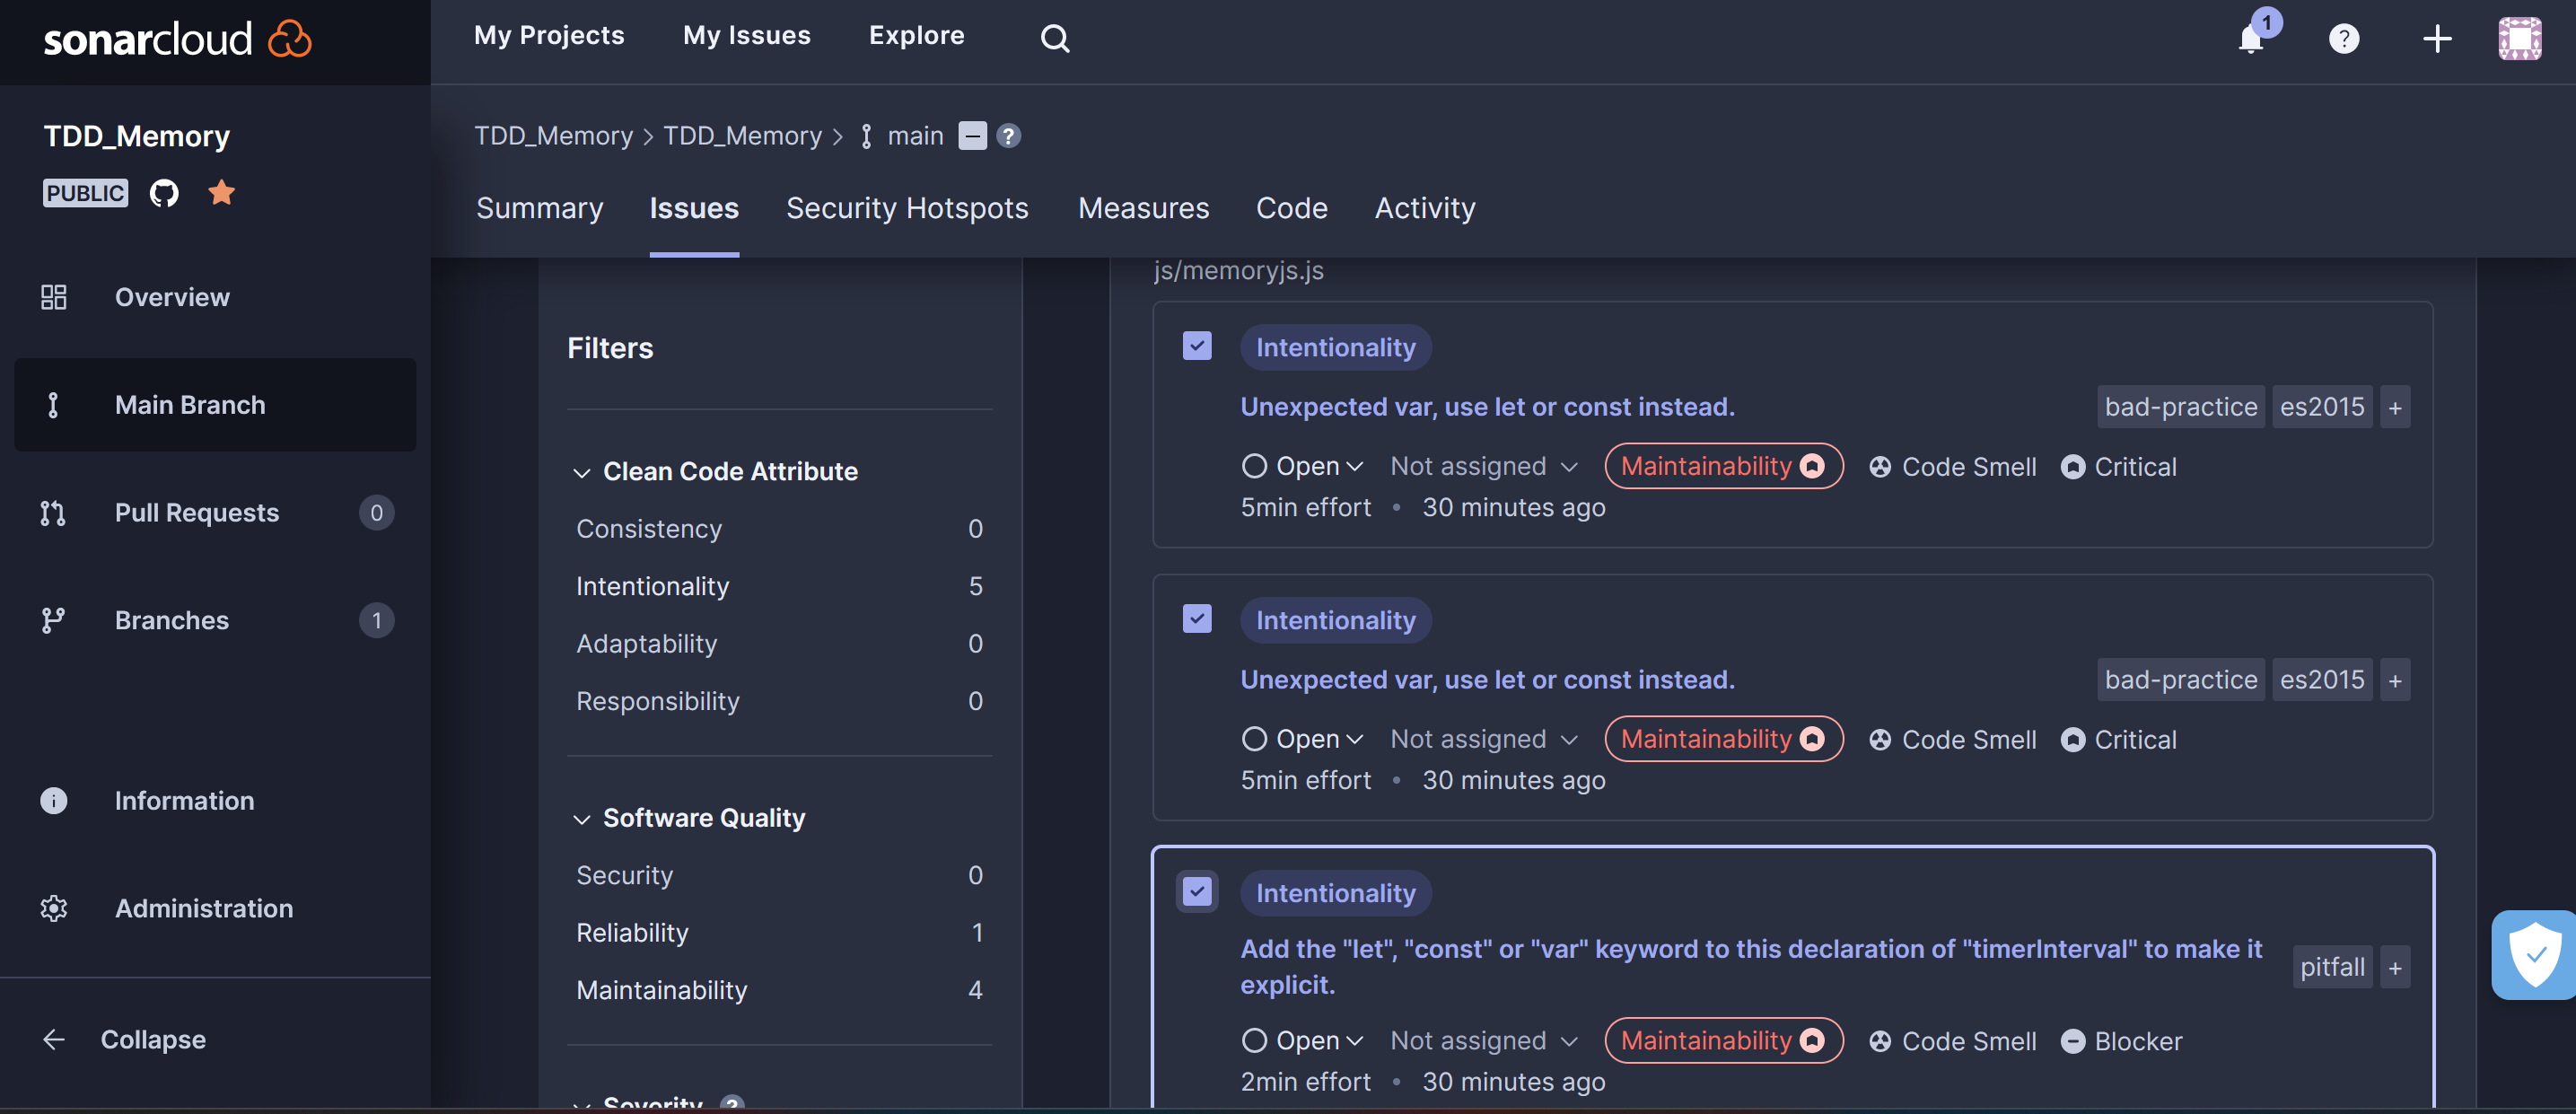 sonarcloud
My Projects
My Issues
Explore
1
?
TDD_Memory
PUBLIC
Overview
Main Branch
Pull Requests 0
Branches 1
Information
Administration
Collapse
TDD_Memory > TDD_Memory > main ?
Summary
Issues
Security Hotspots
Measures
Code
Activity
Filters
Clean Code Attribute
Consistency 0
Intentionality 5
Adaptability 0
Responsibility 0
Software Quality
Security 0
Reliability 1
Maintainability 4
Severity ?
js/memoryjs.js
Intentionality
Unexpected var, use let or const instead.
bad-practice es2015 +
Open Not assigned Maintainability Code Smell Critical
5min effort • 30 minutes ago
Intentionality
Unexpected var, use let or const instead.
bad-practice es2015 +
Open Not assigned Maintainability Code Smell Critical
5min effort • 30 minutes ago
Intentionality
Add the "let", "const" or "var" keyword to this declaration of "timerInterval" to make it
explicit.
pitfall +
Open Not assigned Maintainability Code Smell Blocker
2min effort • 30 minutes ago